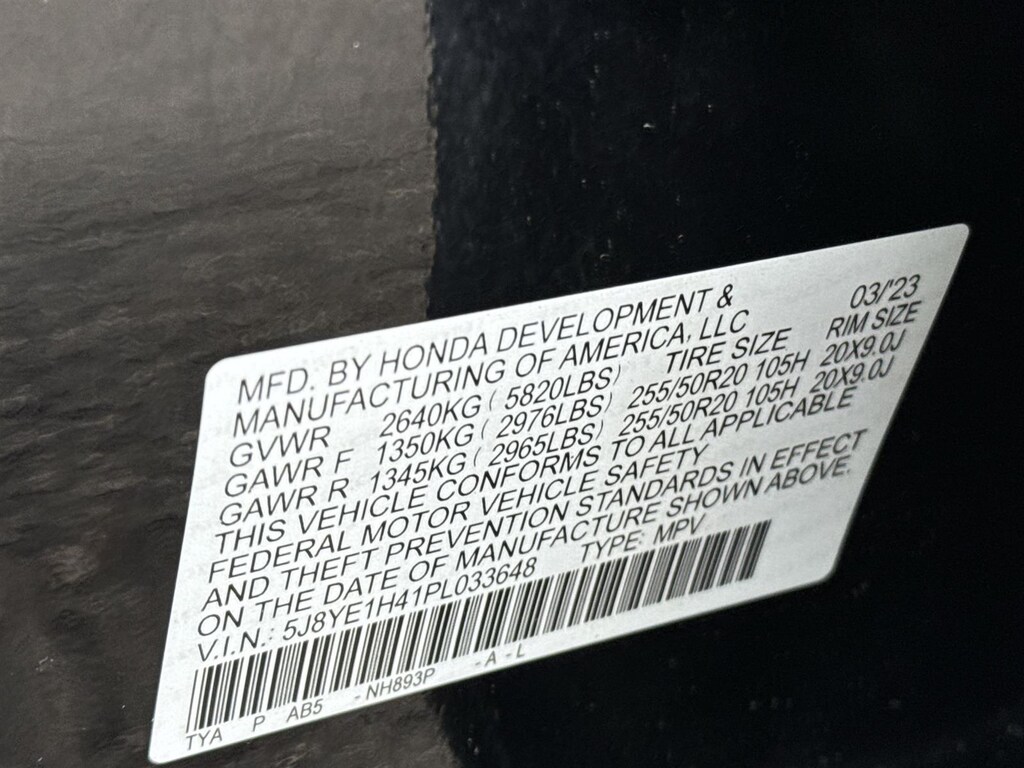 MFD. BY HONDA DEVELOPMENT & 03/'23
MANUFACTURING OF AMERICA, LLC
GVWR 2640KG ( 5820LBS) TIRE SIZE RIM SIZE
GAWR F 1350KG ( 2976LBS) 255/50R20 105H 20X9.0J
GAWR R 1345KG ( 2965LBS) 255/50R20 105H 20X9.0J
THIS VEHICLE CONFORMS TO ALL APPLICABLE
FEDERAL MOTOR VEHICLE SAFETY
AND THEFT PREVENTION STANDARDS IN EFFECT
ON THE DATE OF MANUFACTURE SHOWN ABOVE.
V.I.N.: 5J8YE1H41PL033648 TYPE: MPV
TYA P AB5 -NH893P -A -L